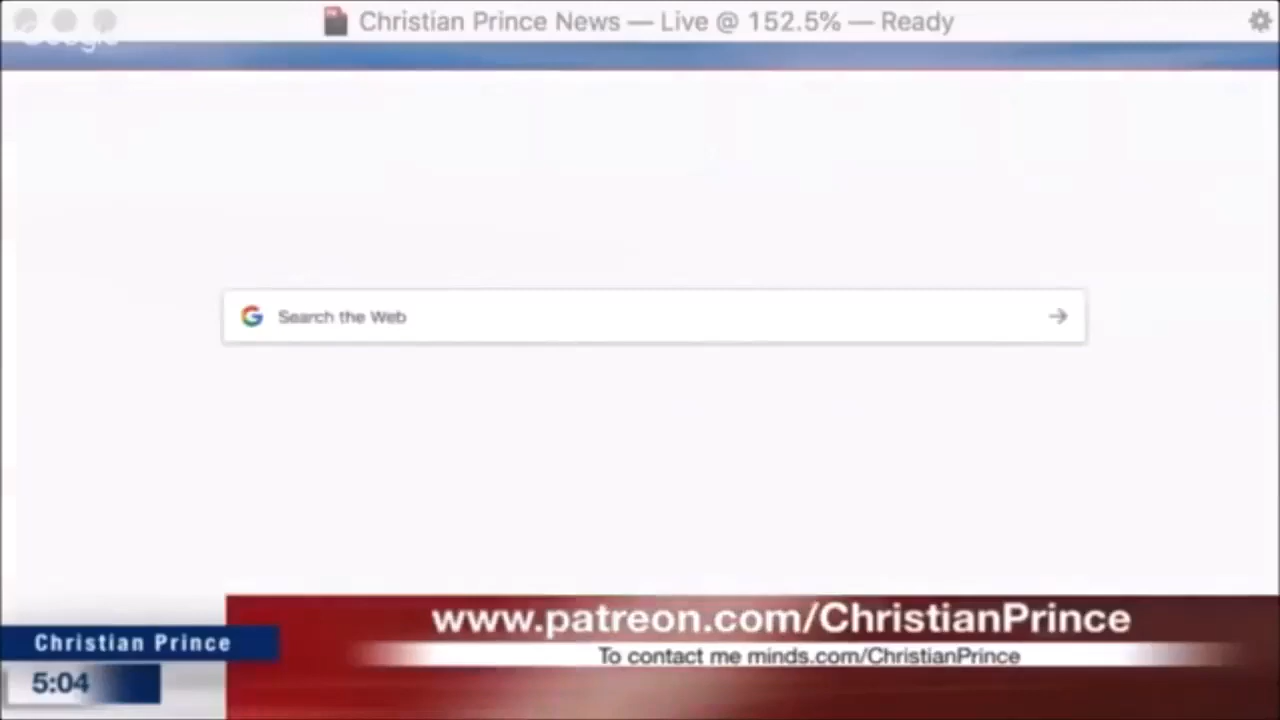 Christian Prince News — Live @ 152.5% — Ready
Google
Search the Web
www.patreon.com/ChristianPrince
Christian Prince
To contact me minds.com/ChristianPrince
5:04